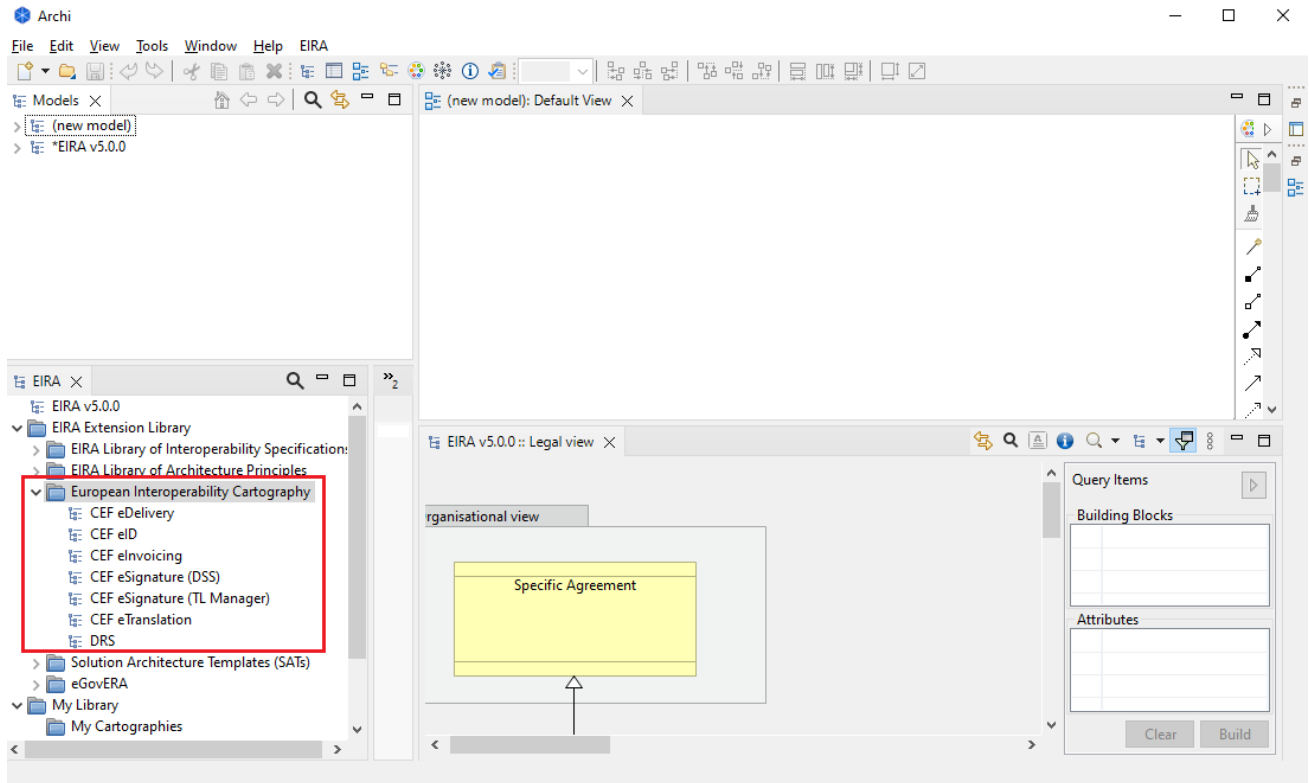 Archi
File Edit View Tools Window Help EIRA
Models
(new model)
*EIRA v5.0.0
(new model): Default View
EIRA
»2
EIRA v5.0.0
EIRA Extension Library
EIRA Library of Interoperability Specification
EIRA Library of Architecture Principles
European Interoperability Cartography
CEF eDelivery
CEF eID
CEF eInvoicing
CEF eSignature (DSS)
CEF eSignature (TL Manager)
CEF eTranslation
DRS
Solution Architecture Templates (SATs)
eGovERA
My Library
My Cartographies
EIRA v5.0.0 :: Legal view
rganisational view
Specific Agreement
Query Items
Building Blocks
Attributes
Clear Build